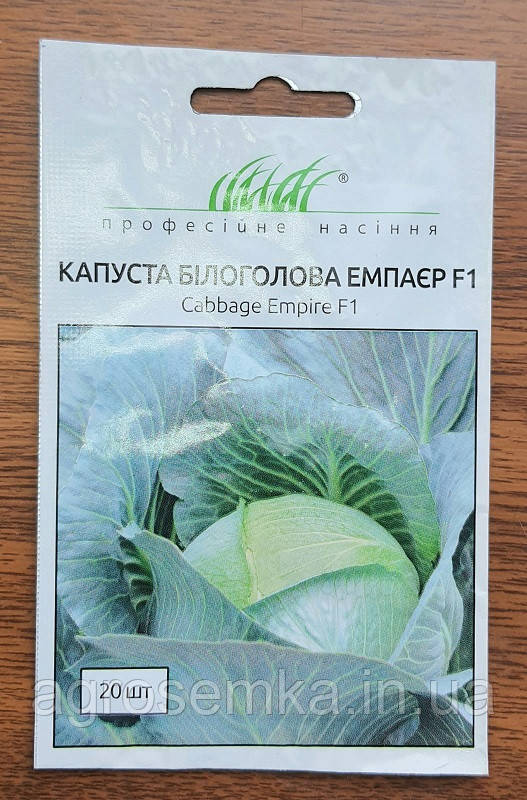 ®
професійне насіння
КАПУСТА БІЛОГОЛОВА ЕМПАЄР F1
Cabbage Empire F1
20 шт
agrosemka.in.ua